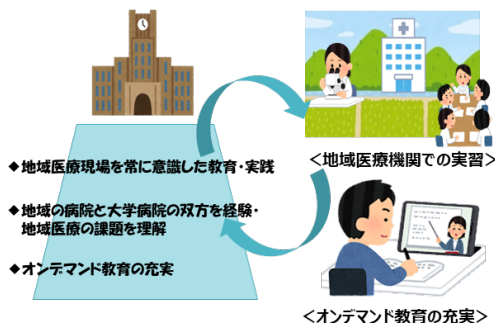 ◆地域医療現場を常に意識した教育・実践
◆地域の病院と大学病院の双方を経験・
地域医療の課題を理解
◆オンデマンド教育の充実
＜地域医療機関での実習＞
＜オンデマンド教育の充実＞